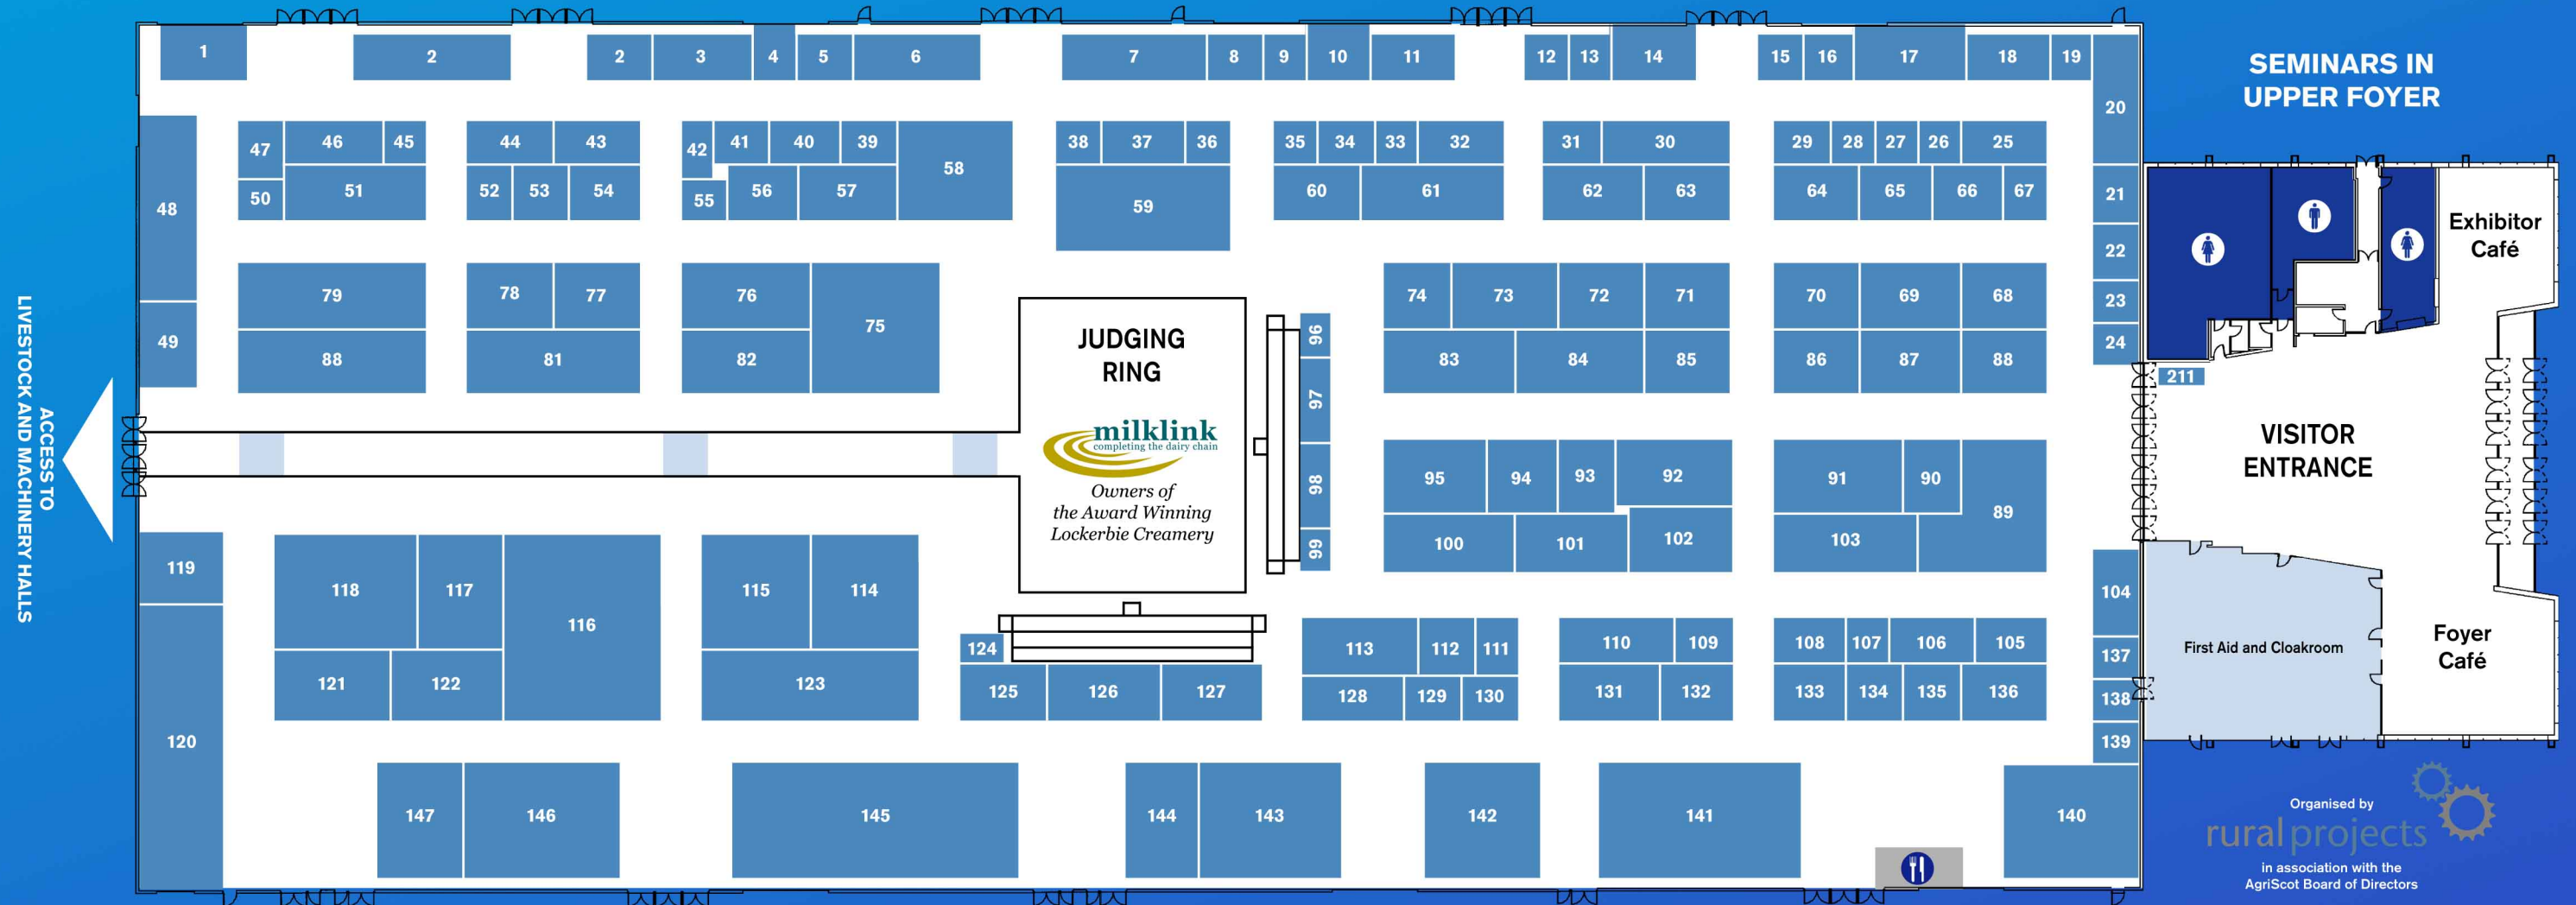 1 2 2 3 4 5 6 7 8 9 10 11 12 13 14 15 16 17 18 19
20
47 46 45 44 43 42 41 40 39 58 38 37 36 35 34 33 32 31 30 29 28 27 26 25
50 51 52 53 54 55 56 57 59 60 61 62 63 64 65 66 67
48
49
21
22
23
24
79 78 77 76 75 74 73 72 71 70 69 68
88 81 82 83 84 85 86 87 88
LIVESTOCK AND MACHINERY HALLS
ACCESS TO
JUDGING
RING
milklink
completing the dairy chain
Owners of
the Award Winning
Lockerbie Creamery
96
97
98
99
95 94 93 92 91 90 89
100 101 102 103
119
120
118 117 116 115 114
121 122 123
124
125 126 127
113 112 111 110 109 108 107 106 105
128 129 130 131 132 133 134 135 136
104
137
138
139
147 146 145 144 143 142 141 140
SEMINARS IN
UPPER FOYER
Exhibitor
Café
211
VISITOR
ENTRANCE
First Aid and Cloakroom
Foyer
Café
Organised by
ruralprojects
in association with the
AgriScot Board of Directors